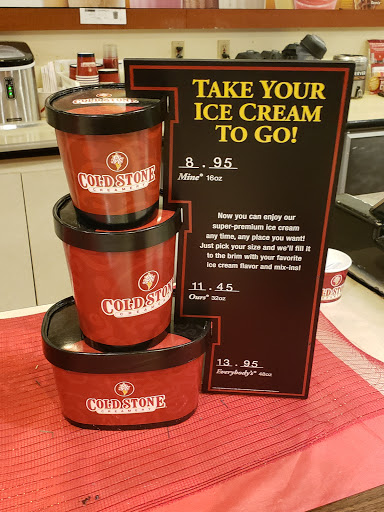 TAKE YOUR
ICE CREAM
TO GO!
8.95
Mine® 16oz
Now you can enjoy our
super-premium ice cream
any time, any place you want!
Just pick your size and we'll fill it
to the brim with your favorite
ice cream flavor and mix-ins!
11.45
Ours® 32oz
13.95
Everybody's® 48oz
COLD STONE
CREAMERY
COLD STONE
CREAMERY
COLD STONE
CREAMERY